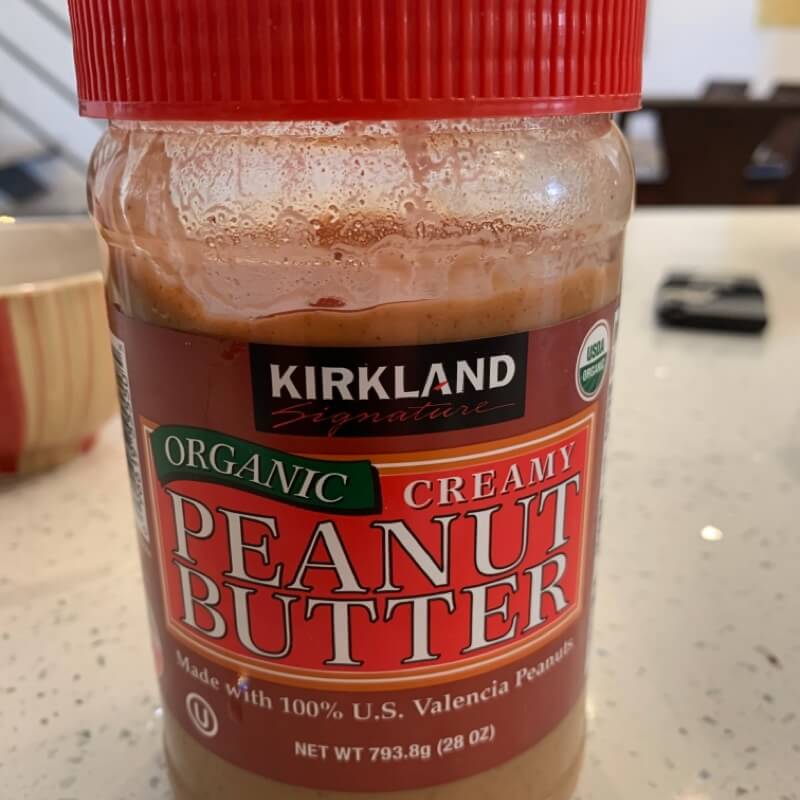 KIRKLAND
Signature
USDA
ORGANIC
ORGANIC
CREAMY
PEANUT
BUTTER
Made with 100% U.S. Valencia Peanuts
U
NET WT 793.8g (28 OZ)